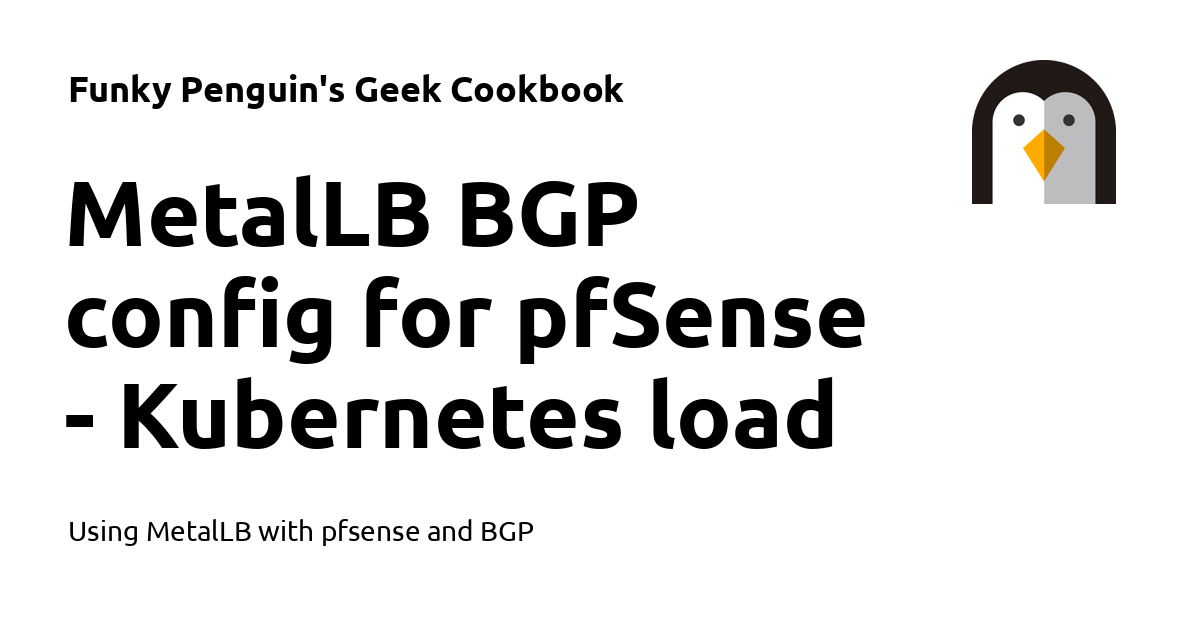 Funky Penguin's Geek Cookbook
MetalLB BGP
config for pfSense
- Kubernetes load
Using MetalLB with pfsense and BGP